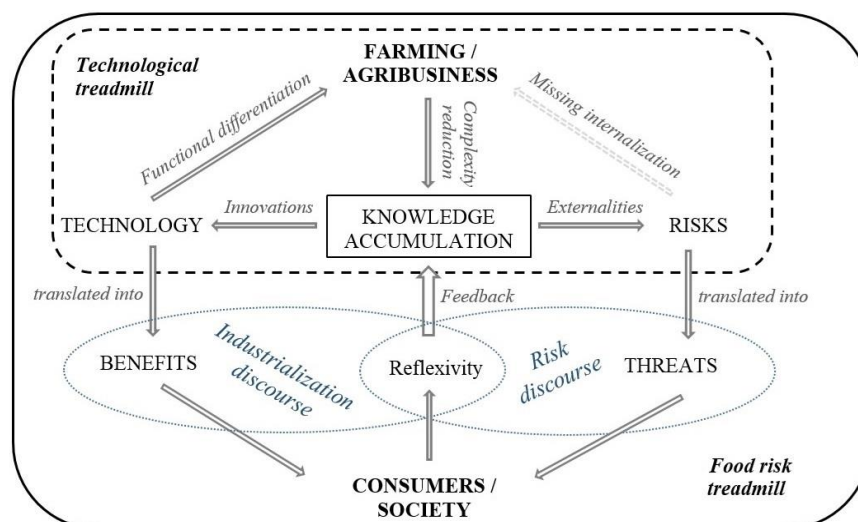 Technological
treadmill
FARMING /
AGRIBUSINESS
Functional differentiation
Complexity
reduction
Missing internalization
TECHNOLOGY
Innovations
KNOWLEDGE
ACCUMULATION
Externalities
RISKS
translated into
Feedback
translated into
BENEFITS
Industrialization
discourse
Reflexivity
Risk
discourse
THREATS
CONSUMERS /
SOCIETY
Food risk
treadmill